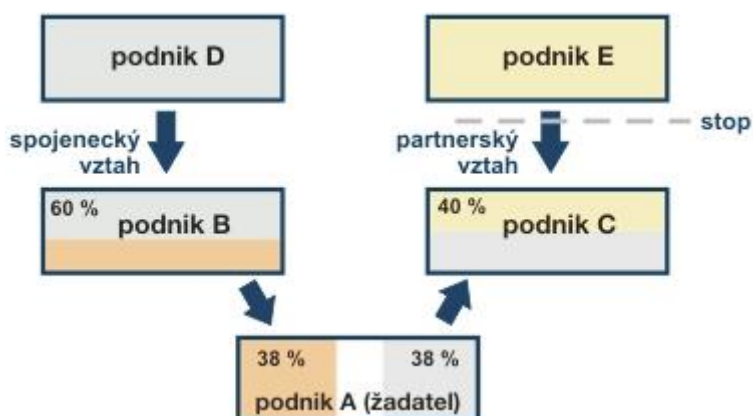 podnik D
podnik E
spojenecký
vztah
partnerský
vztah
stop
60 %
podnik B
40 %
podnik C
38 %
38 %
podnik A (žadatel)